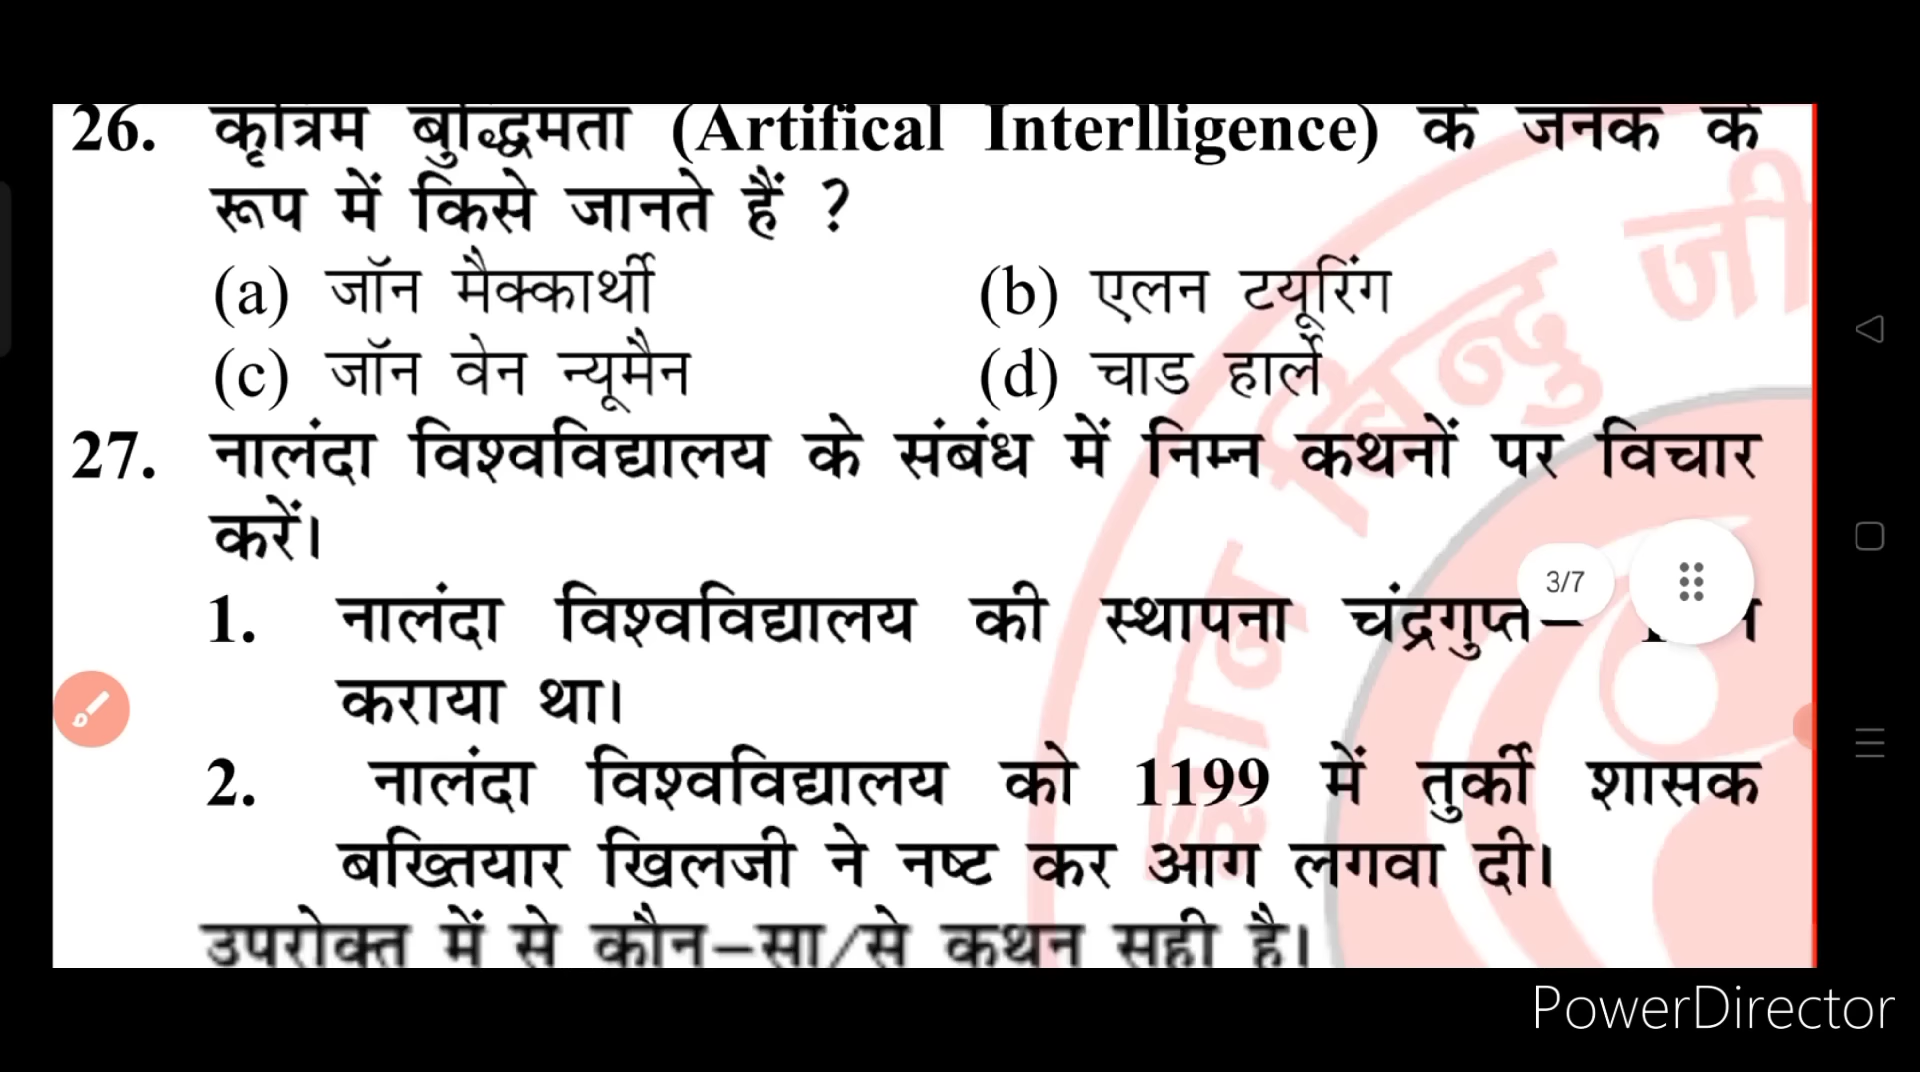 26. कृत्रिम बुद्धिमता (Artifical Interlligence) के जनक के
रूप में किसे जानते हैं ?
(a) जॉन मैक्कार्थी (b) एलन टयूरिंग
(c) जॉन वेन न्यूमैन (d) चाड हार्ले
27. नालंदा विश्वविद्यालय के संबंध में निम्न कथनों पर विचार
करें।
1. नालंदा विश्वविद्यालय की स्थापना चंद्रगुप्त–
3/7
कराया था।
2. नालंदा विश्वविद्यालय को 1199 में तुर्की शासक
बख्तियार खिलजी ने नष्ट कर आग लगवा दी।
उपरोक्त में से कौन–सा/से कथन सही है।
ज्ञान बिन्दु जी
PowerDirector